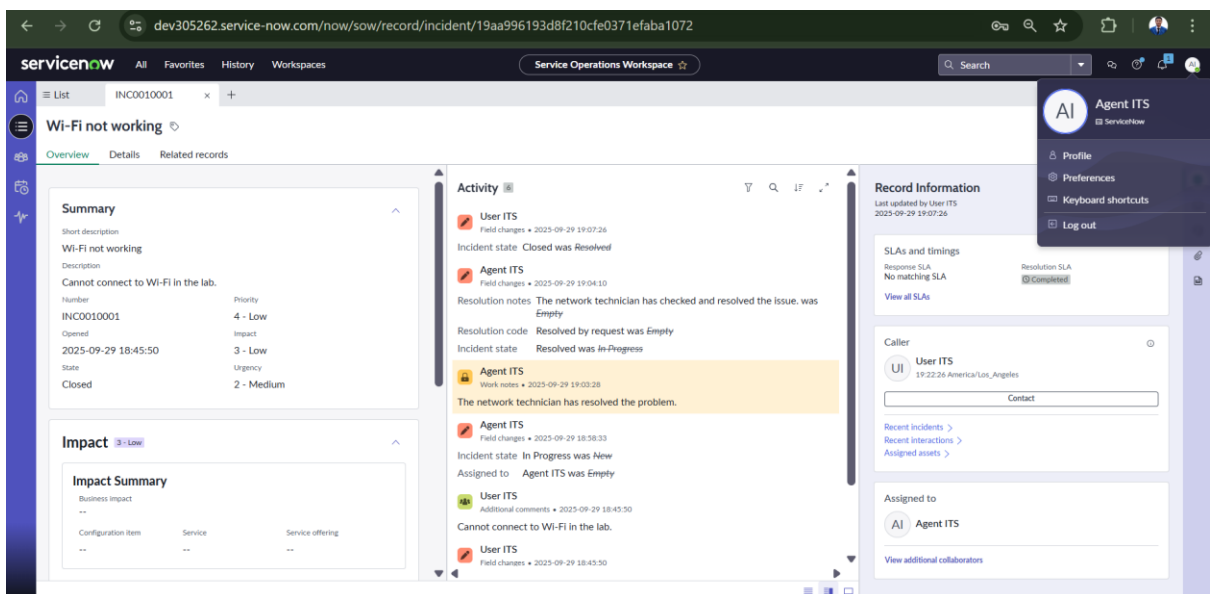 dev305262.service-now.com/now/sow/record/incident/19aa996193d8f210cfe0371efaba1072
servicenow All Favorites History Workspaces Service Operations Workspace Search 1 AI
List INC0010001 × +
AI Agent ITS
ServiceNow
Profile
Preferences
Keyboard shortcuts
Log out
Wi-Fi not working
Overview Details Related records
Summary
Short description
Wi-Fi not working
Description
Cannot connect to Wi-Fi in the lab.
Number Priority
INC0010001 4 - Low
Opened Impact
2025-09-29 18:45:50 3 - Low
State Urgency
Closed 2 - Medium
Impact 3 - Low
Impact Summary
Business impact
--
Configuration item Service Service offering
-- -- --
Activity 6
User ITS
Field changes • 2025-09-29 19:07:26
Incident state Closed was Resolved
Agent ITS
Field changes • 2025-09-29 19:04:10
Resolution notes The network technician has checked and resolved the issue. was
Empty
Resolution code Resolved by request was Empty
Incident state Resolved was In Progress
Agent ITS
Work notes • 2025-09-29 19:03:28
The network technician has resolved the problem.
Agent ITS
Field changes • 2025-09-29 18:58:33
Incident state In Progress was New
Assigned to Agent ITS was Empty
User ITS
Additional comments • 2025-09-29 18:45:50
Cannot connect to Wi-Fi in the lab.
User ITS
Field changes • 2025-09-29 18:45:50
Record Information
Last updated by User ITS
2025-09-29 19:07:26
SLAs and timings
Response SLA Resolution SLA
No matching SLA Completed
View all SLAs
Caller
UI User ITS
19:22:26 America/Los_Angeles
Contact
Recent incidents
Recent interactions
Assigned assets
Assigned to
AI Agent ITS
View additional collaborators